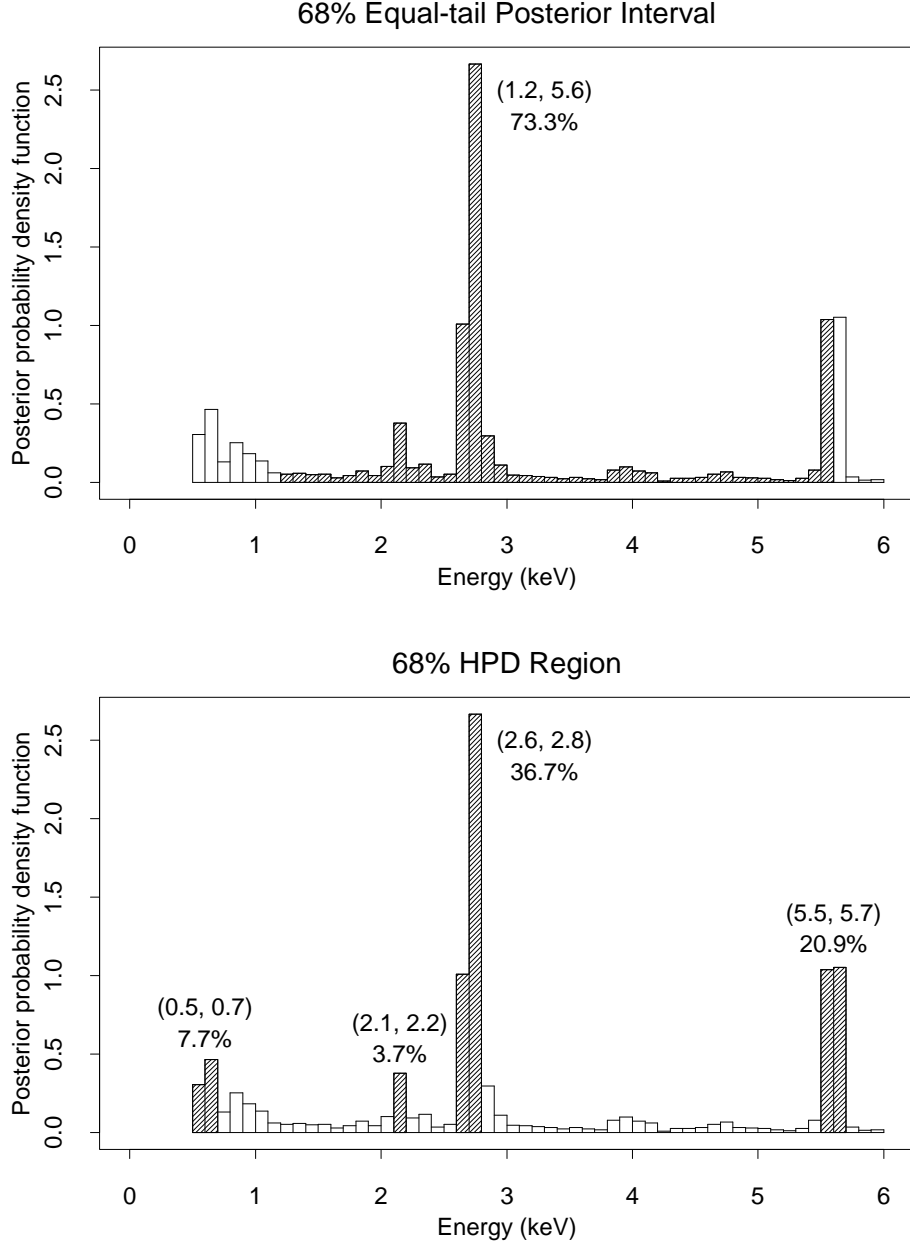 68% Equal-tail Posterior Interval
Posterior probability density function
2.5
2.0
1.5
1.0
0.5
0.0
(1.2, 5.6)
73.3%
0 1 2 3 4 5 6
Energy (keV)
68% HPD Region
Posterior probability density function
2.5
2.0
1.5
1.0
0.5
0.0
(2.6, 2.8)
36.7%
(5.5, 5.7)
20.9%
(0.5, 0.7)
7.7%
(2.1, 2.2)
3.7%
0 1 2 3 4 5 6
Energy (keV)